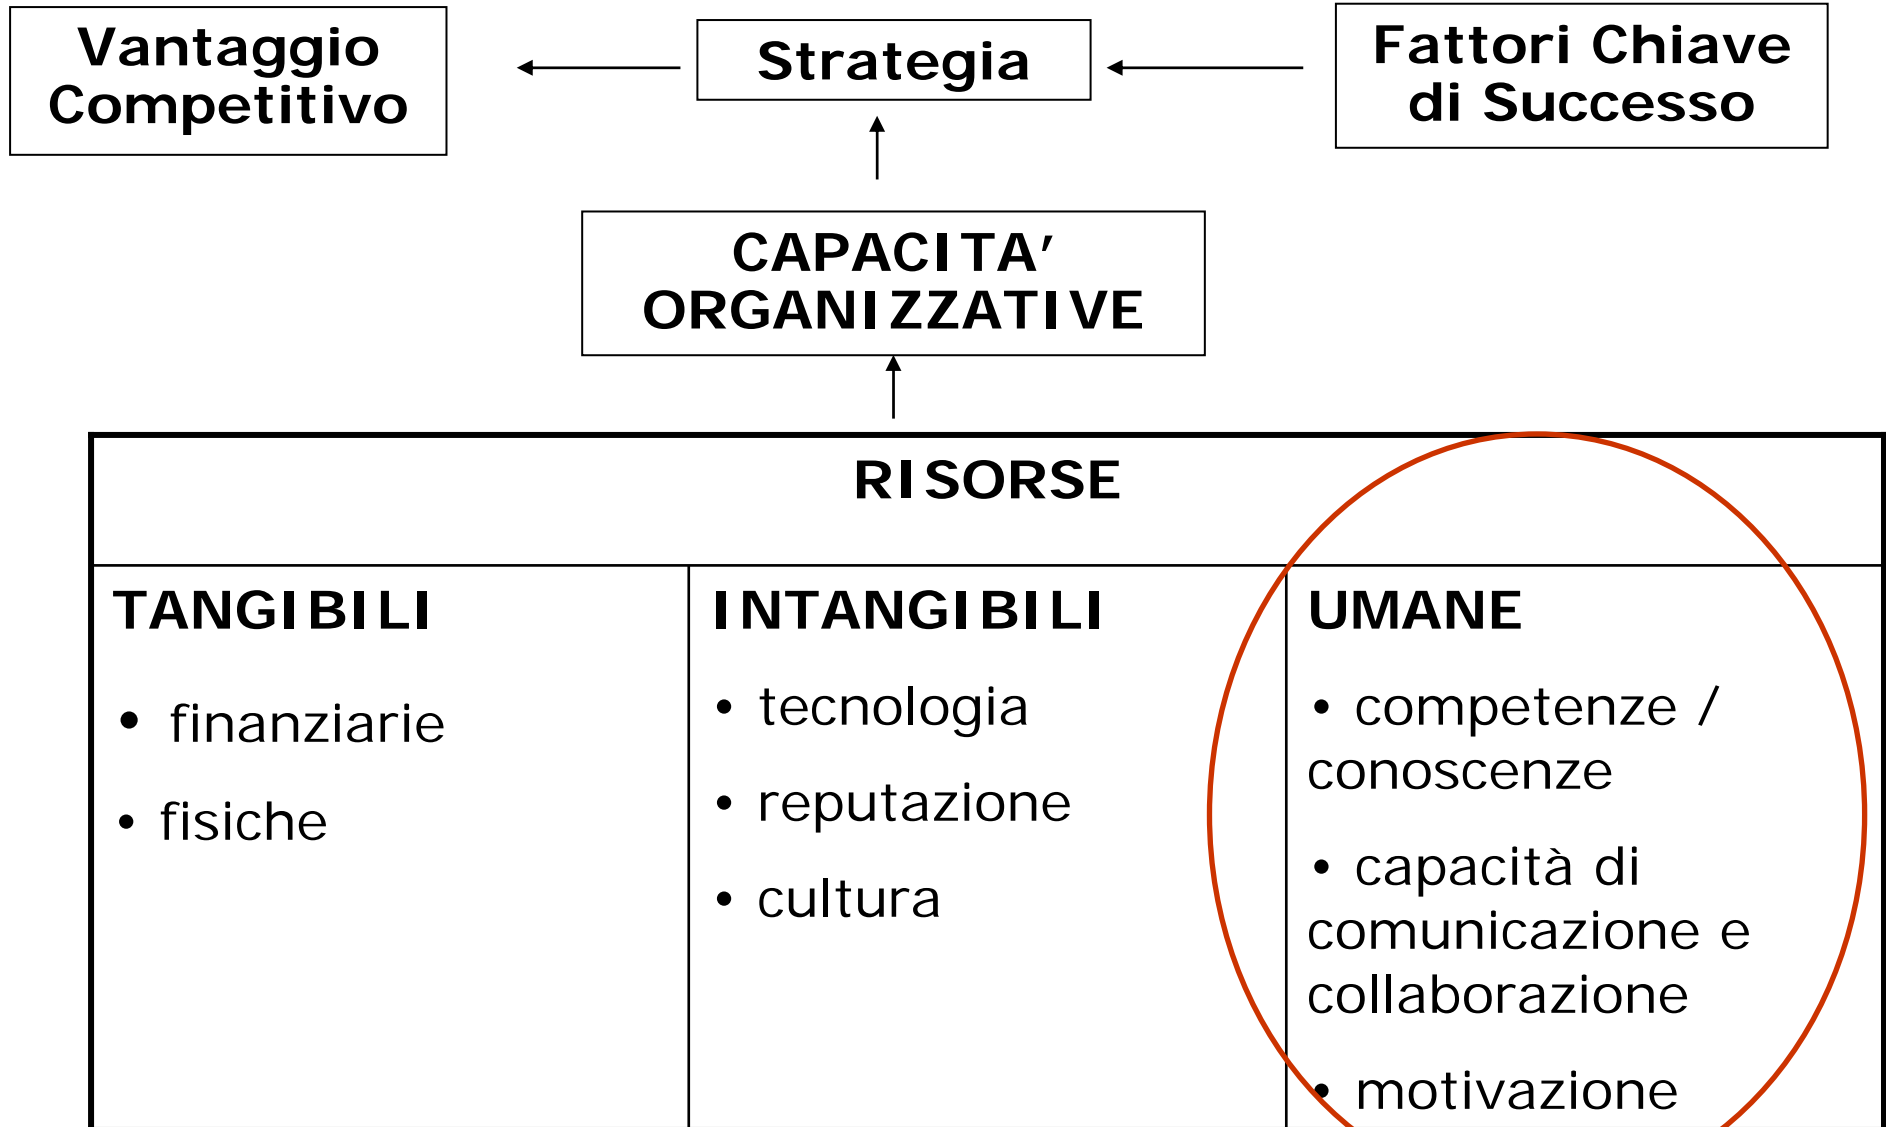 Vantaggio
Competitivo
Strategia
Fattori Chiave
di Successo
CAPACITA’
ORGANIZZATIVE
RISORSE
TANGIBILI
• finanziarie
• fisiche
INTANGIBILI
• tecnologia
• reputazione
• cultura
UMANE
• competenze /
conoscenze
• capacità di
comunicazione e
collaborazione
• motivazione